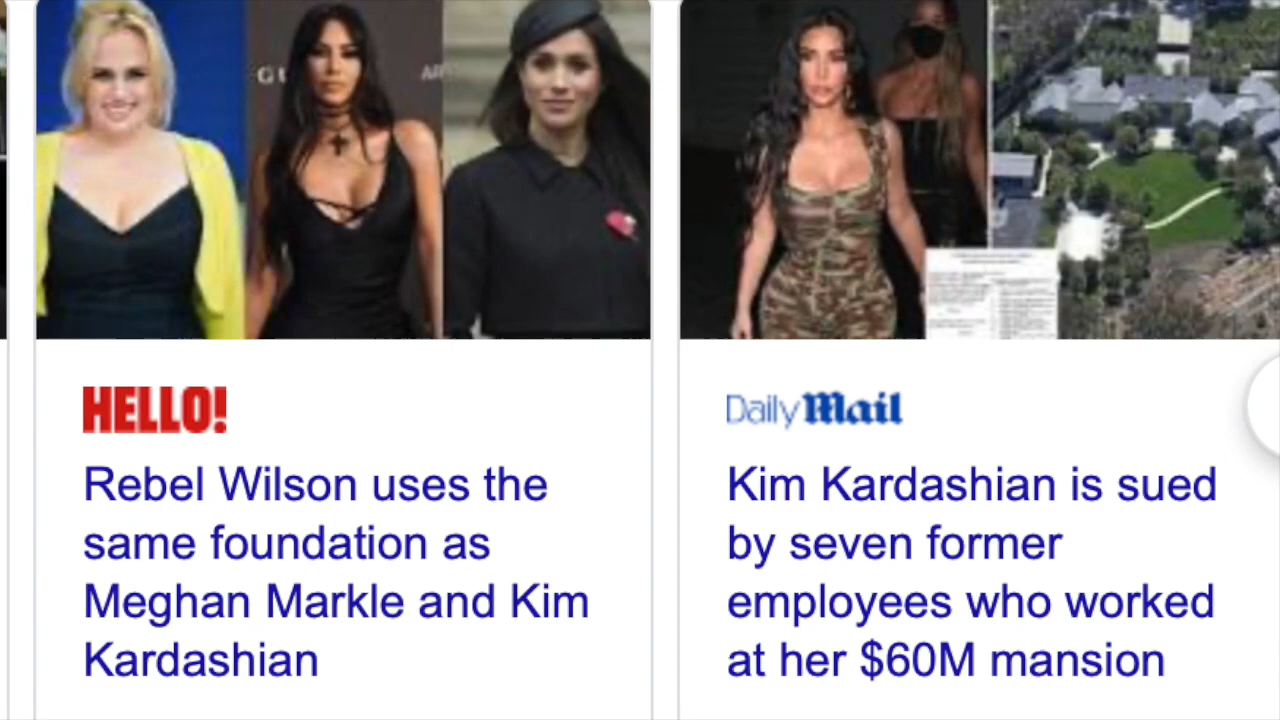 GU
HELLO!
Rebel Wilson uses the
same foundation as
Meghan Markle and Kim
Kardashian
Daily Mail
Kim Kardashian is sued
by seven former
employees who worked
at her $60M mansion